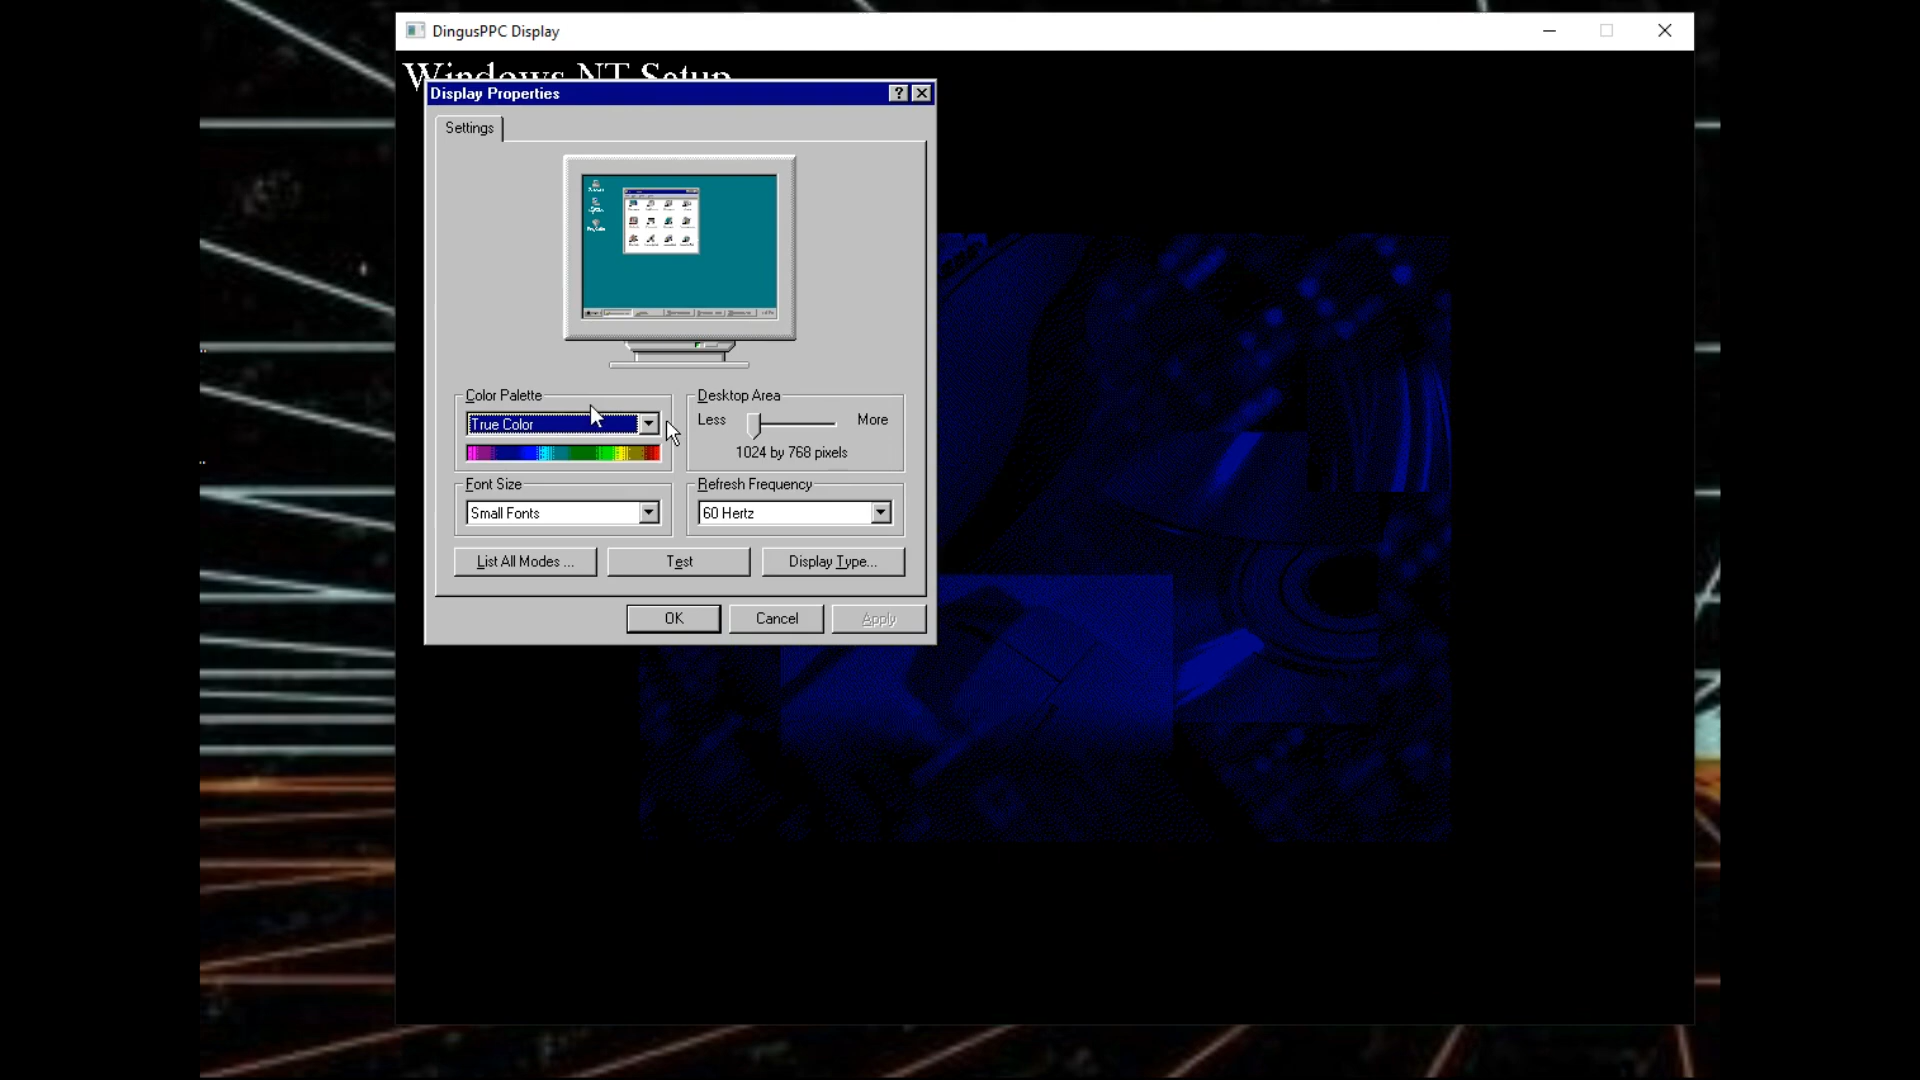 DingusPPC Display
Windows NT Setup
Display Properties
Settings
Color Palette
True Color
Desktop Area
Less
More
1024 by 768 pixels
Font Size
Small Fonts
Refresh Frequency
60 Hertz
List All Modes ...
Test
Display Type...
OK
Cancel
Apply